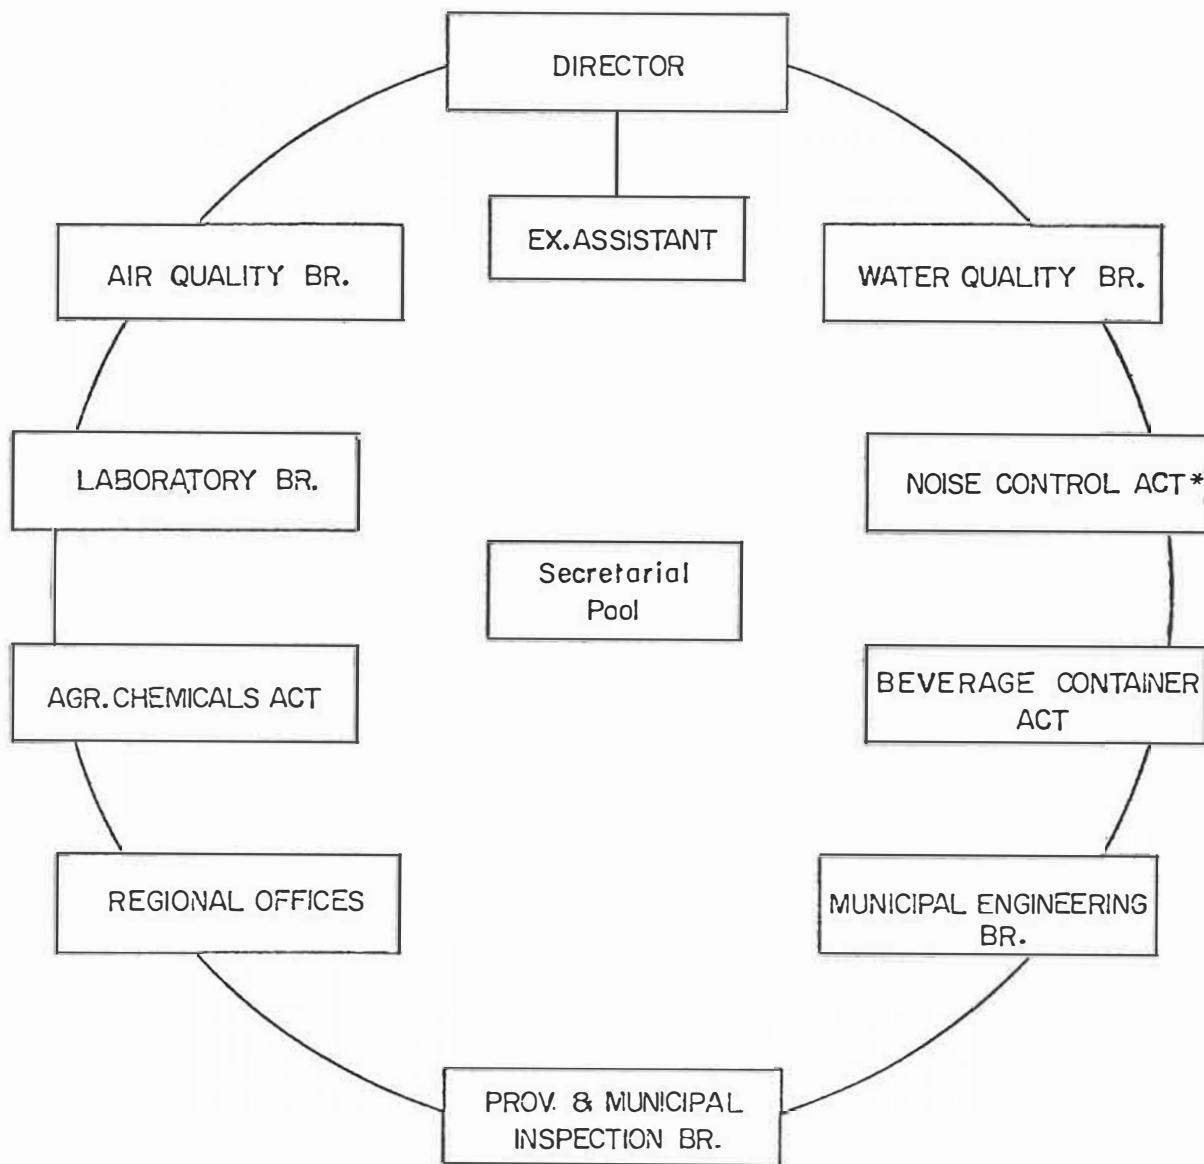 DIRECTOR
EX. ASSISTANT
AIR QUALITY BR.
WATER QUALITY BR.
LABORATORY BR.
NOISE CONTROL ACT*
Secretarial
Pool
AGR. CHEMICALS ACT
BEVERAGE CONTAINER
ACT
REGIONAL OFFICES
MUNICIPAL ENGINEERING
BR.
PROV. & MUNICIPAL
INSPECTION BR.